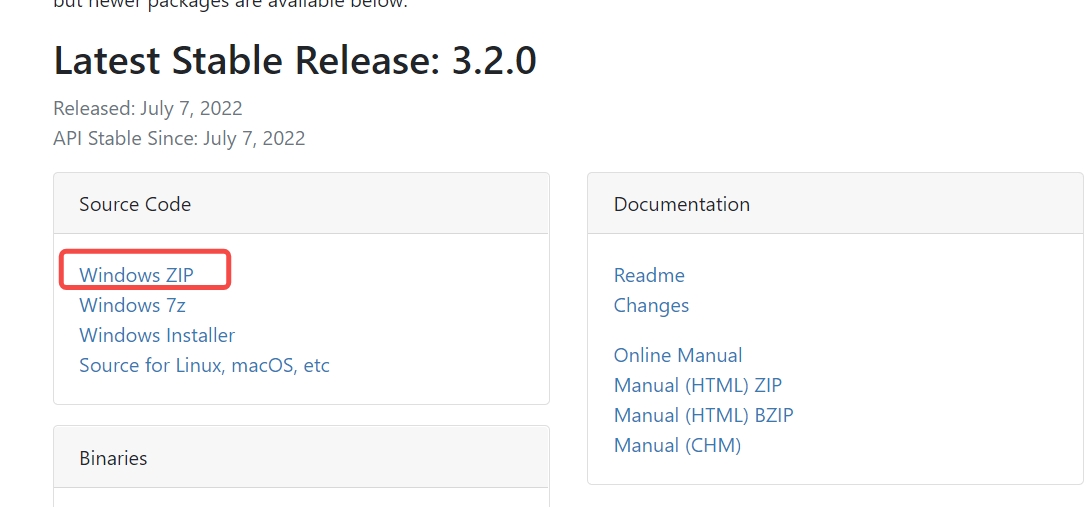 but newer packages are available below.
Latest Stable Release: 3.2.0
Released: July 7, 2022
API Stable Since: July 7, 2022
Source Code
Windows ZIP
Windows 7z
Windows Installer
Source for Linux, macOS, etc
Binaries
Documentation
Readme
Changes
Online Manual
Manual (HTML) ZIP
Manual (HTML) BZIP
Manual (CHM)